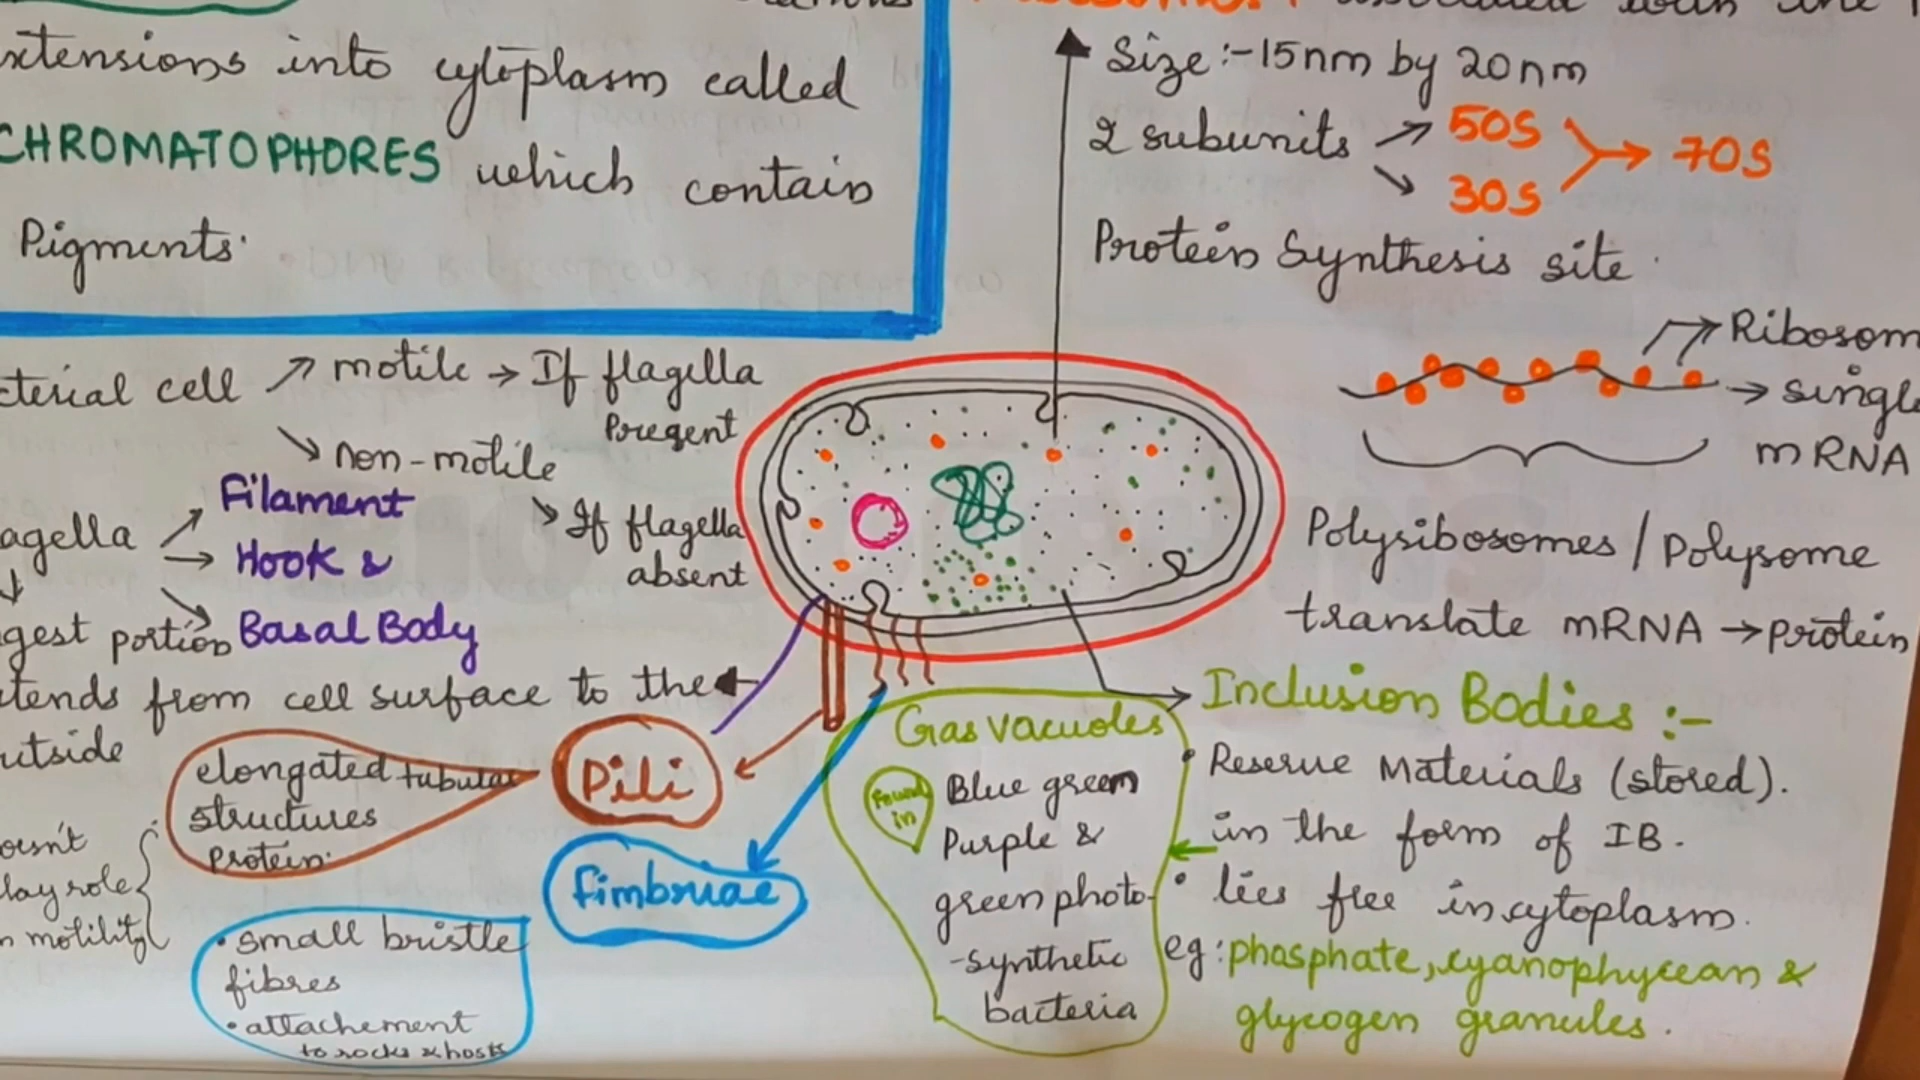 extensions into cytoplasm called
CHROMATOPHORES which contain
Pigments.
associated with the
Size :- 15nm by 20nm
2 subunits
50S
30S
70S
Protein Synthesis site.
Ribosom
single
mRNA
Polyribosomes / Polysome
translate mRNA → protein
cterial cell
motile → If flagella
Present
non-motile
If flagella
absent
agella
Filament
Hook &
Basal Body
gest portion
tends from cell surface to the
utside
Pili
elongated tubular
structures
Protein.
oesn't
lay role
n motility
fimbriae
• small bristle
fibres
• attachement
to rocks & hosts
Gas vacuoles
found
in
Blue green
Purple &
green photo-
-synthetic
bacteria
Inclusion Bodies :-
• Reserve Materials (stored).
in the form of IB.
• lies free in cytoplasm.
eg: phosphate, cyanophycean &
glycogen granules.